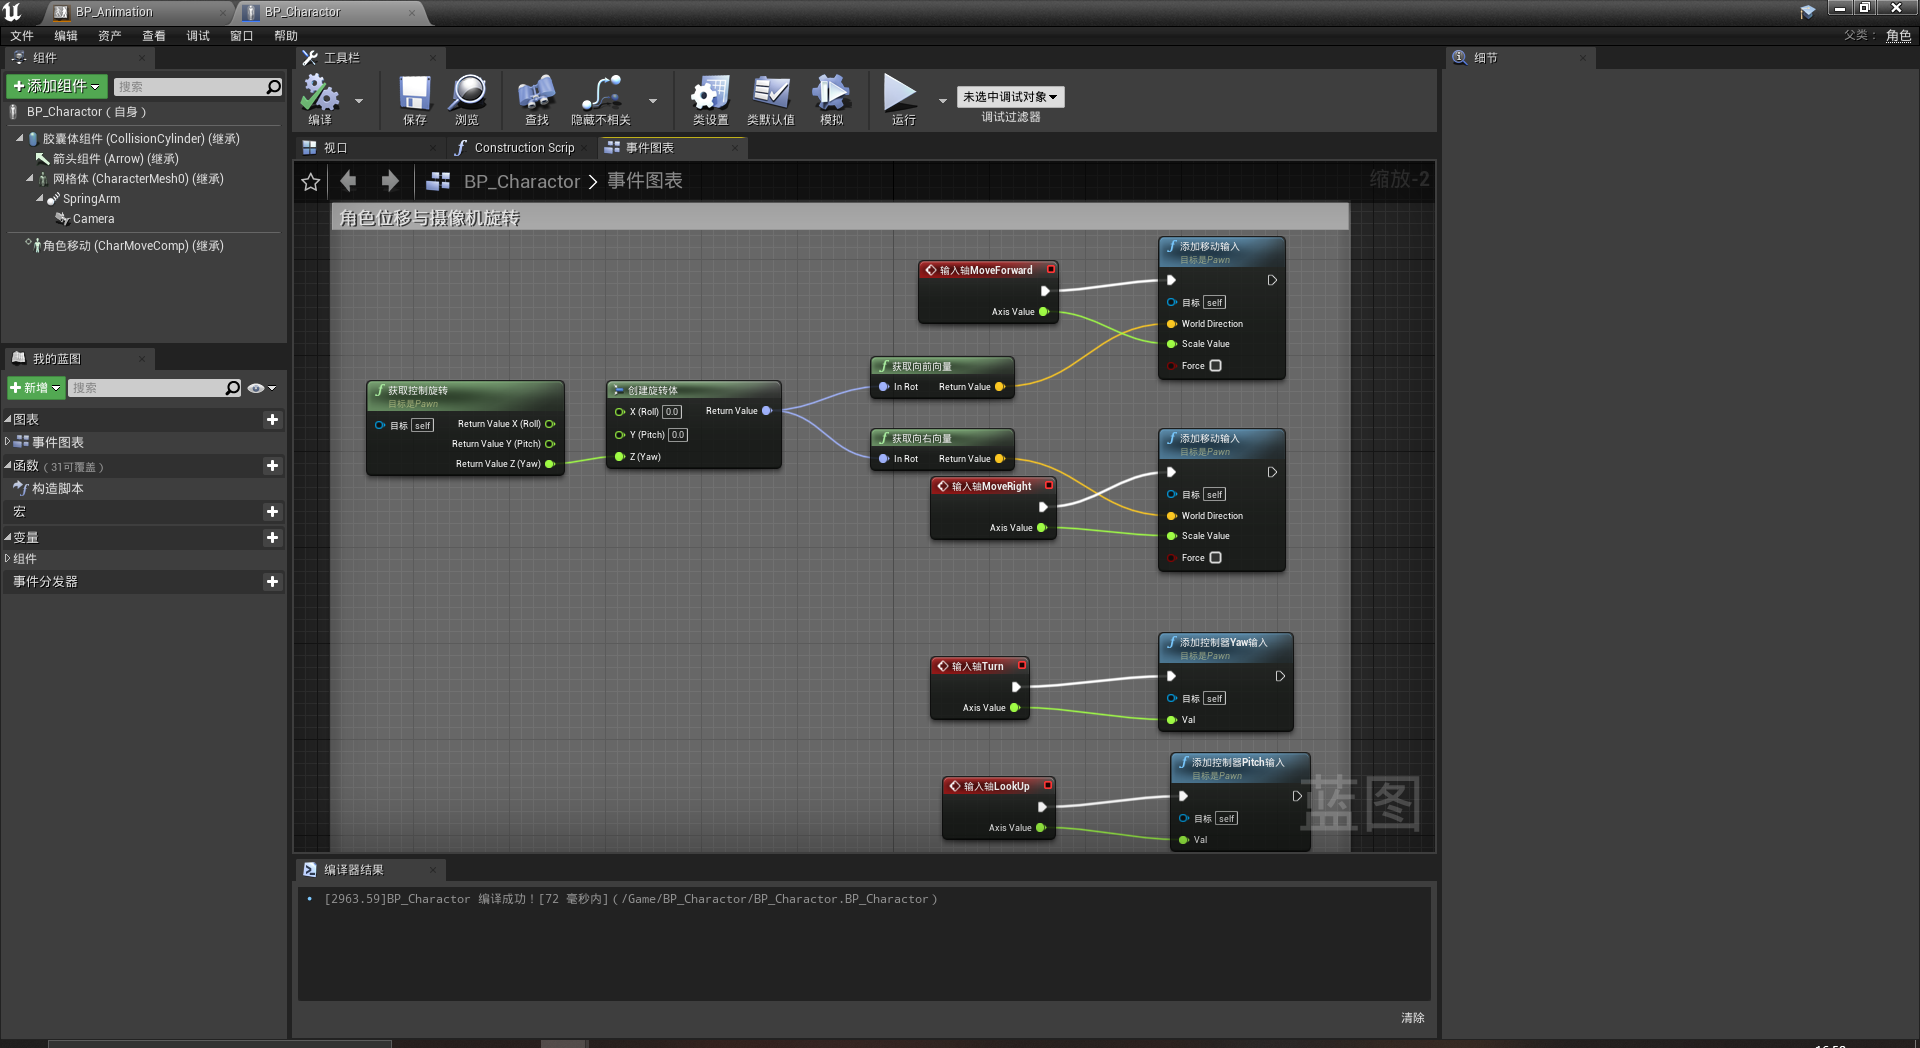 BP_Animation
BP_Charactor
文件 编辑 资产 查看 调试 窗口 帮助
父类： 角色
组件
添加组件
搜索
BP_Charactor（自身）
胶囊体组件 (CollisionCylinder) (继承)
箭头组件 (Arrow) (继承)
网格体 (CharacterMesh0) (继承)
SpringArm
Camera
角色移动 (CharMoveComp) (继承)
我的蓝图
新增
搜索
图表
事件图表
函数（31可覆盖）
构造脚本
宏
变量
组件
事件分发器
工具栏
编译 保存 浏览 查找 隐藏不相关 类设置 类默认值 模拟 运行
未选中调试对象
调试过滤器
视口 Construction Scrip 事件图表
BP_Charactor > 事件图表
缩放-2
角色位移与摄像机旋转
输入轴MoveForward
Axis Value
添加移动输入
目标是Pawn
目标 self
World Direction
Scale Value
Force
获取控制旋转
目标是Pawn
目标 self
Return Value X (Roll)
Return Value Y (Pitch)
Return Value Z (Yaw)
创建旋转体
X (Roll) 0.0
Return Value
Y (Pitch) 0.0
Z (Yaw)
获取向前向量
In Rot Return Value
获取向右向量
In Rot Return Value
输入轴MoveRight
Axis Value
添加移动输入
目标是Pawn
目标 self
World Direction
Scale Value
Force
输入轴Turn
Axis Value
添加控制器Yaw输入
目标是Pawn
目标 self
Val
输入轴LookUp
Axis Value
添加控制器Pitch输入
目标是Pawn
目标 self
Val
蓝图
编译器结果
[2963.59]BP_Charactor 编译成功！[72 毫秒内]（/Game/BP_Charactor/BP_Charactor.BP_Charactor）
清除
细节